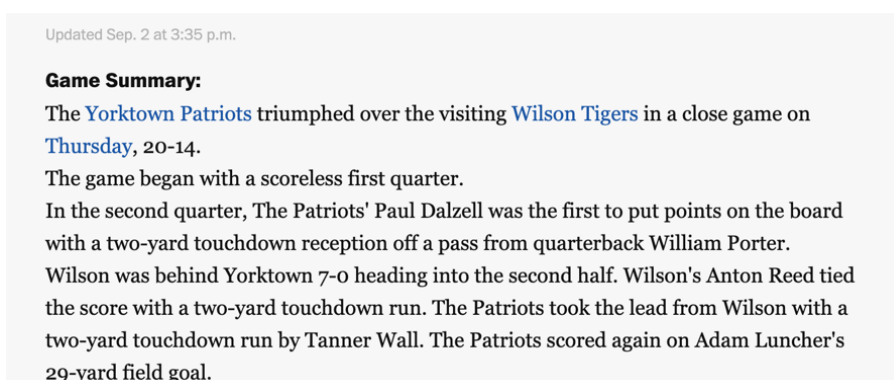 Updated Sep. 2 at 3:35 p.m.
Game Summary:
The Yorktown Patriots triumphed over the visiting Wilson Tigers in a close game on
Thursday, 20-14.
The game began with a scoreless first quarter.
In the second quarter, The Patriots' Paul Dalzell was the first to put points on the board
with a two-yard touchdown reception off a pass from quarterback William Porter.
Wilson was behind Yorktown 7-0 heading into the second half. Wilson's Anton Reed tied
the score with a two-yard touchdown run. The Patriots took the lead from Wilson with a
two-yard touchdown run by Tanner Wall. The Patriots scored again on Adam Luncher's
29-yard field goal.